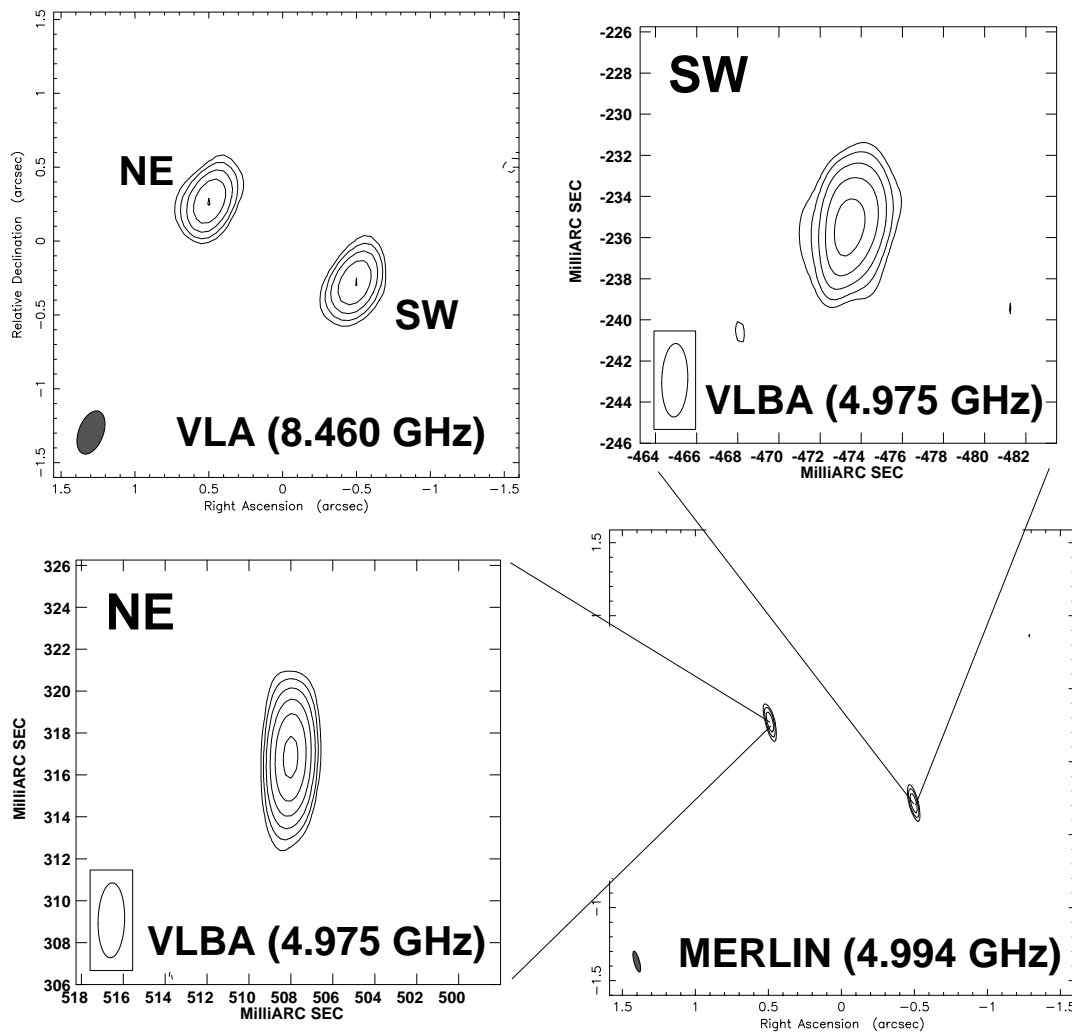 1.5
1
0.5
0
−0.5
−1
−1.5
Relative Declination (arcsec)
NE
SW
VLA (8.460 GHz)
1.5 1 0.5 0 −0.5 −1 −1.5
Right Ascension (arcsec)
-226
-228
-230
-232
-234
-236
-238
-240
-242
-244
-246
MilliARC SEC
SW
VLBA (4.975 GHz)
-464 -466 -468 -470 -472 -474 -476 -478 -480 -482
MilliARC SEC
326
324
322
320
318
316
314
312
310
308
306
MilliARC SEC
NE
VLBA (4.975 GHz)
518 516 514 512 510 508 506 504 502 500
MilliARC SEC
1.5
1
−1
−1.5
MERLIN (4.994 GHz)
1.5 1 0.5 0 −0.5 −1 −1.5
Right Ascension (arcsec)